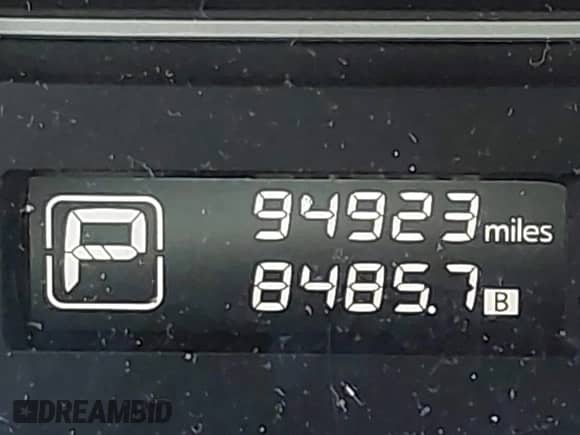 P
94923 miles
8485.7 B
DREAMBID